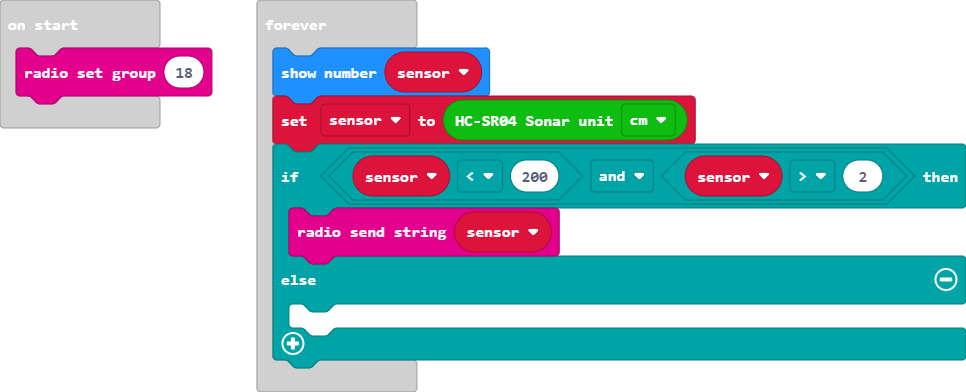 on start
radio set group 18
forever
show number sensor
set sensor to HC-SR04 Sonar unit cm
if sensor < 200 and sensor > 2 then
radio send string sensor
else